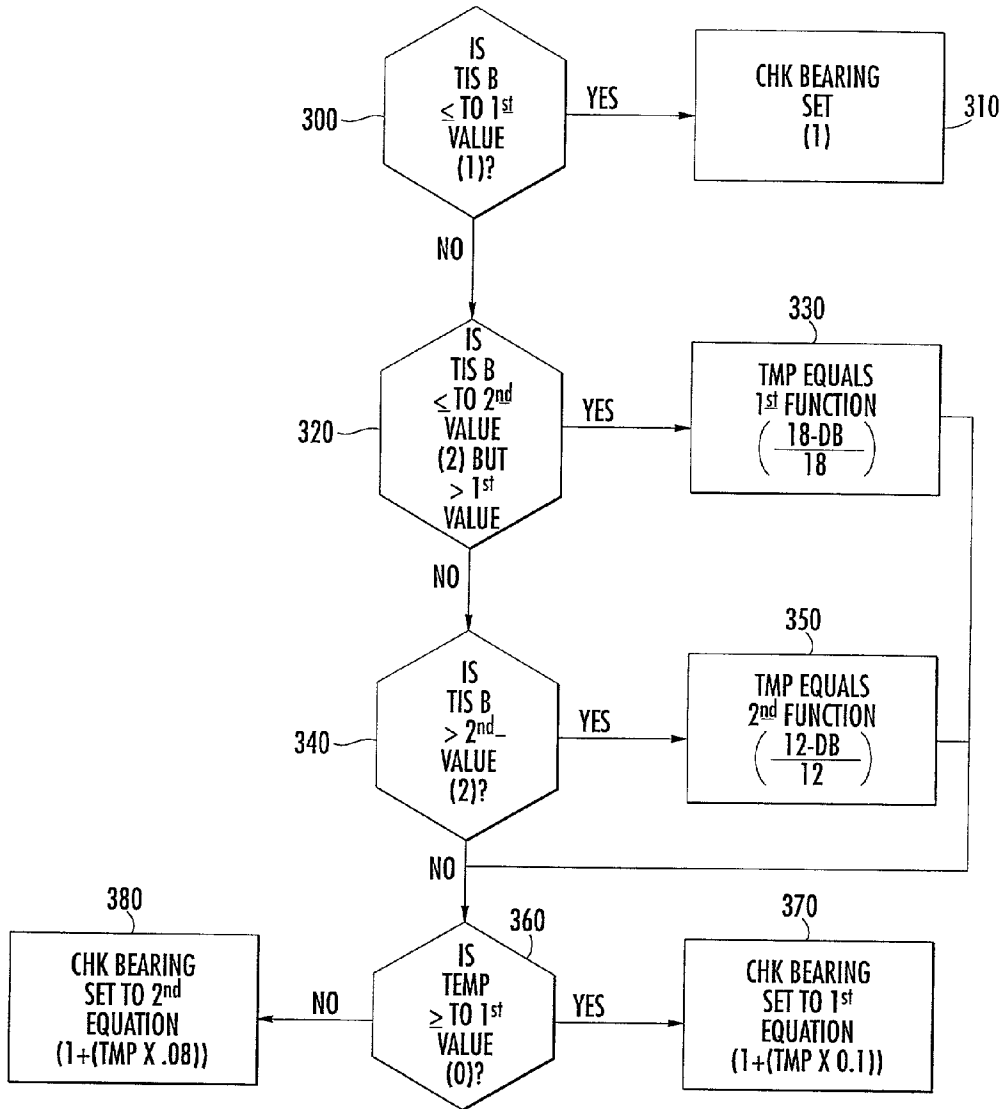 IS
TIS B
≤ TO 1st
VALUE
(1)?
300
YES
CHK BEARING
SET
(1)
310
NO
IS
TIS B
≤ TO 2nd
VALUE
(2) BUT
> 1st
VALUE
320
YES
330
TMP EQUALS
1st FUNCTION
(18-DB
18)
NO
IS
TIS B
> 2nd–
VALUE
(2)?
340
YES
350
TMP EQUALS
2nd FUNCTION
(12-DB
12)
NO
380
CHK BEARING
SET TO 2nd
EQUATION
(1+(TMP X .08))
NO
360
IS
TEMP
≥ TO 1st
VALUE
(0)?
YES
370
CHK BEARING
SET TO 1st
EQUATION
(1+(TMP X 0.1))